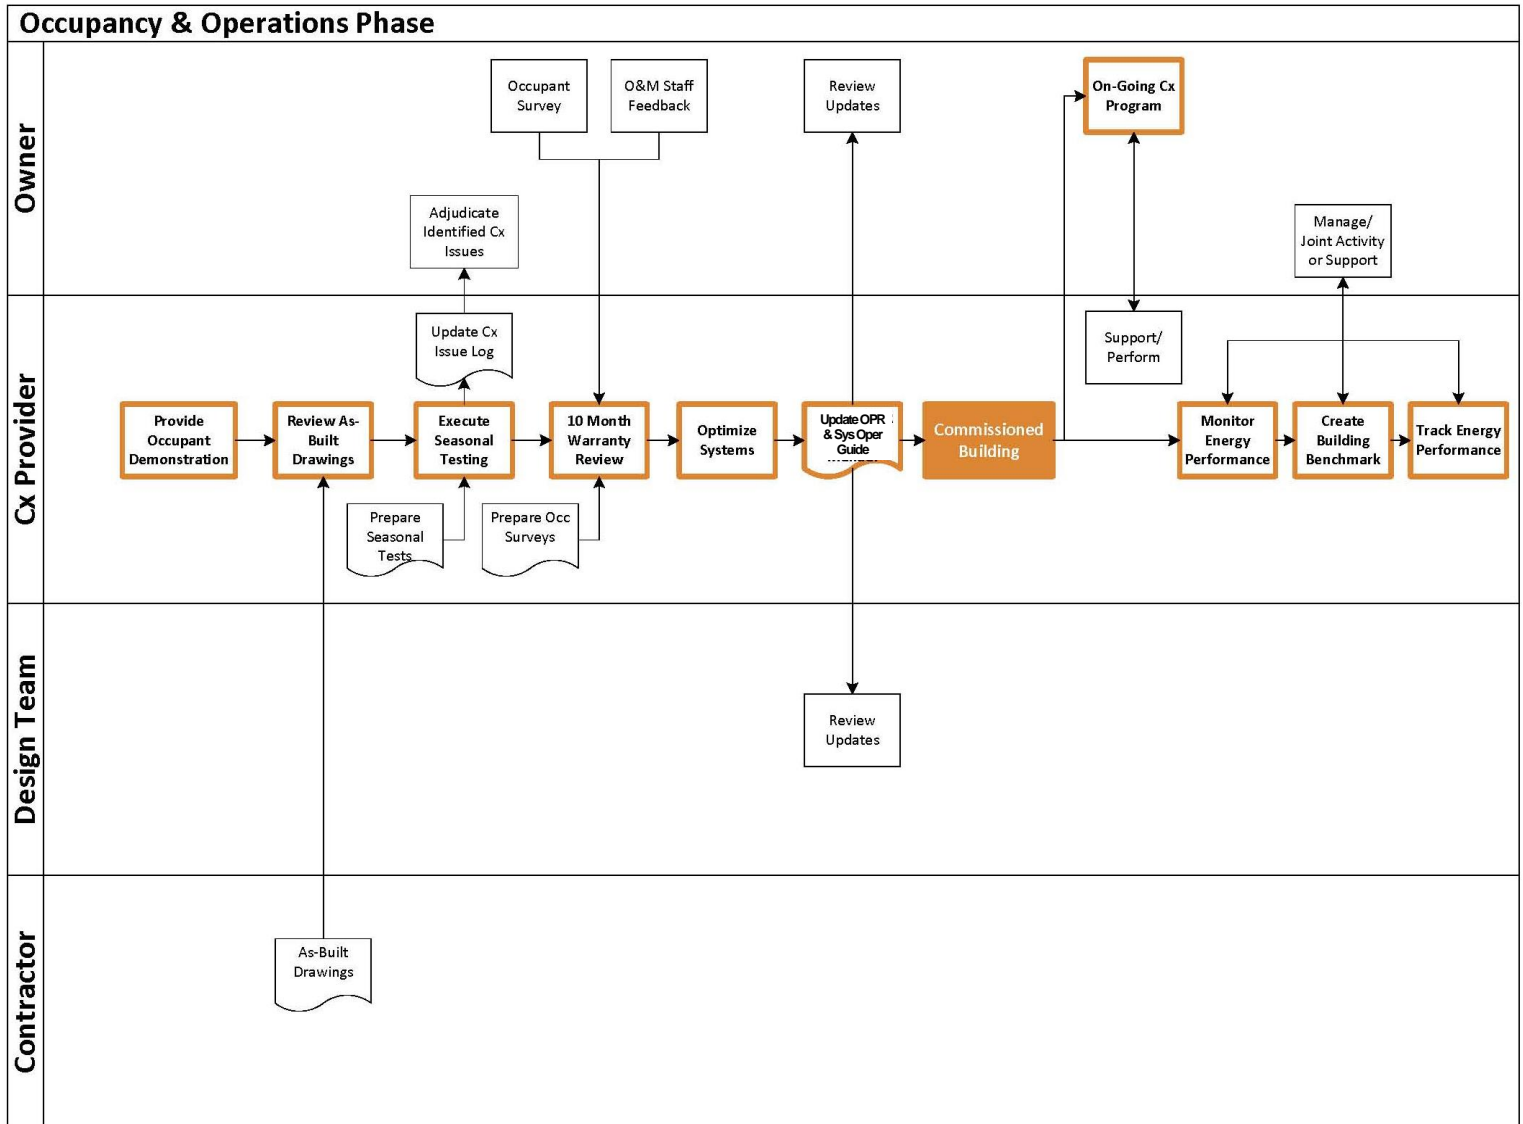 Occupancy & Operations Phase
Owner
Occupant
Survey
O&M Staff
Feedback
Review
Updates
On-Going Cx
Program
Adjudicate
Identified Cx
Issues
Manage/
Joint Activity
or Support
Cx Provider
Update Cx
Issue Log
Support/
Perform
Provide
Occupant
Demonstration
Review As-
Built
Drawings
Execute
Seasonal
Testing
10 Month
Warranty
Review
Optimize
Systems
Update OPR
& Sys Oper
Guide
Commissioned
Building
Monitor
Energy
Performance
Create
Building
Benchmark
Track Energy
Performance
Prepare
Seasonal
Tests
Prepare Occ
Surveys
Design Team
Review
Updates
Contractor
As-Built
Drawings